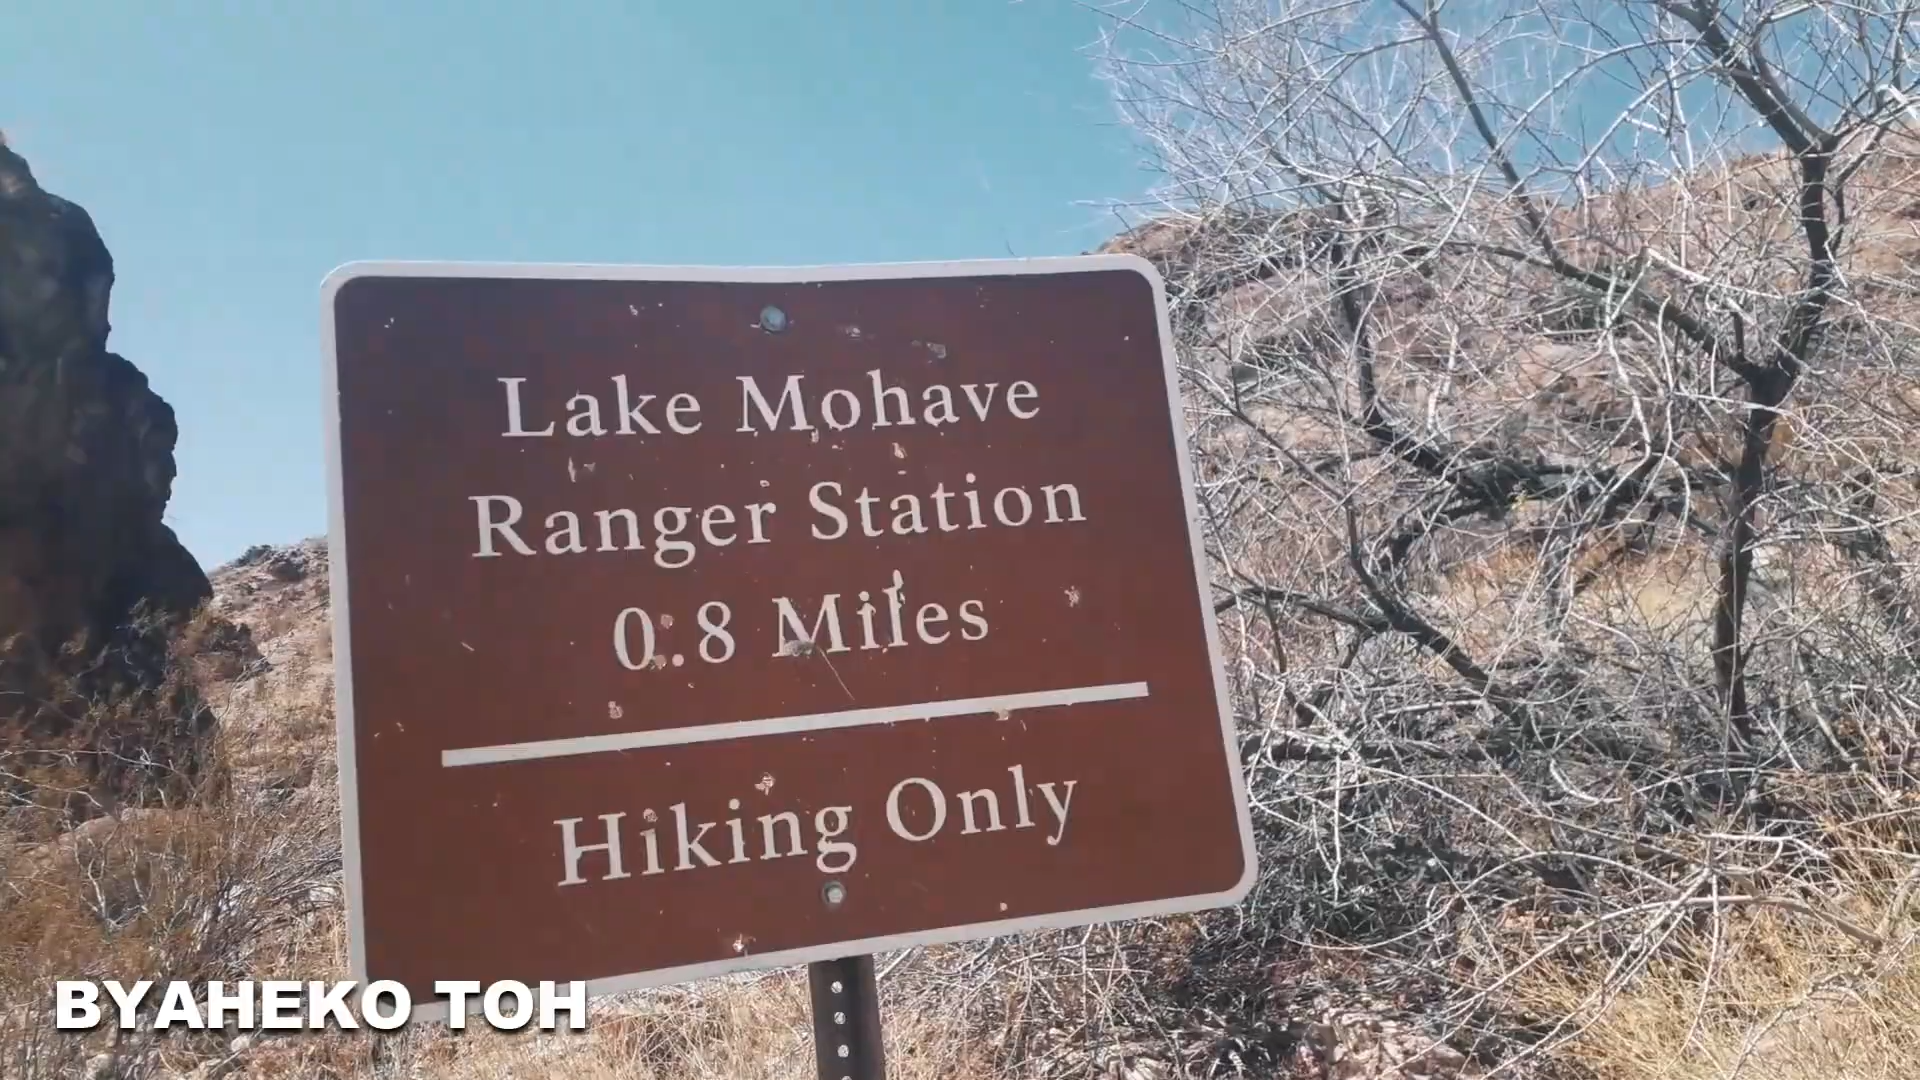 Lake Mohave
Ranger Station
0.8 Miles
Hiking Only
BYAHEKO TOH